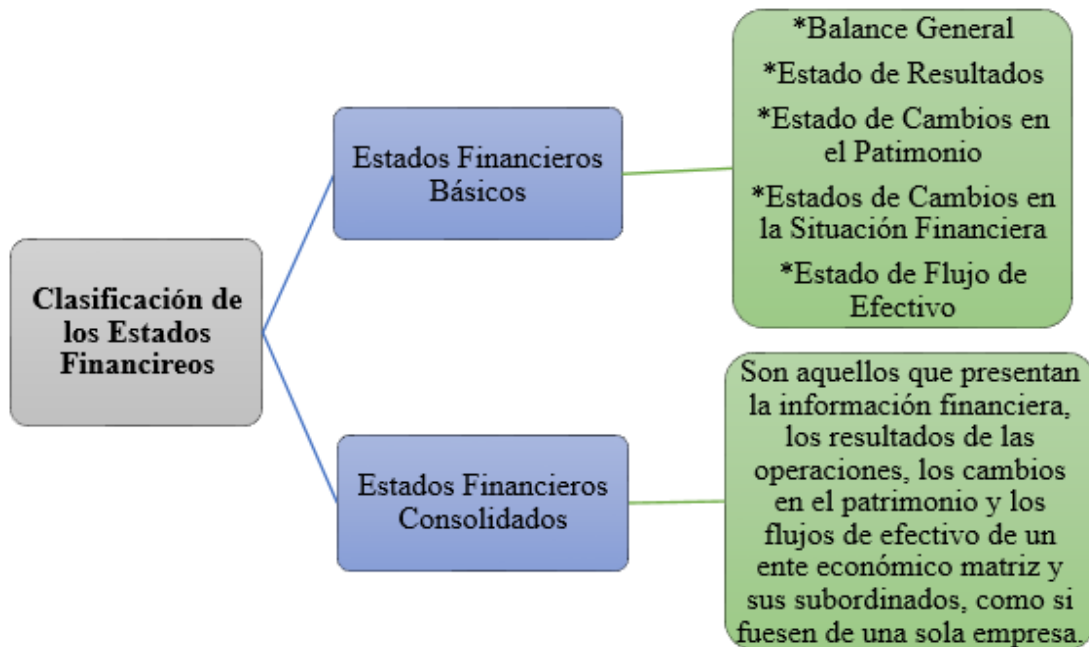 Clasificación de
los Estados
Financireos
Estados Financieros
Básicos
*Balance General
*Estado de Resultados
*Estado de Cambios en
el Patimonio
*Estados de Cambios en
la Situación Financiera
*Estado de Flujo de
Efectivo
Estados Financieros
Consolidados
Son aquellos que presentan
la información financiera,
los resultados de las
operaciones, los cambios
en el patrimonio y los
flujos de efectivo de un
ente económico matriz y
sus subordinados, como si
fuesen de una sola empresa.